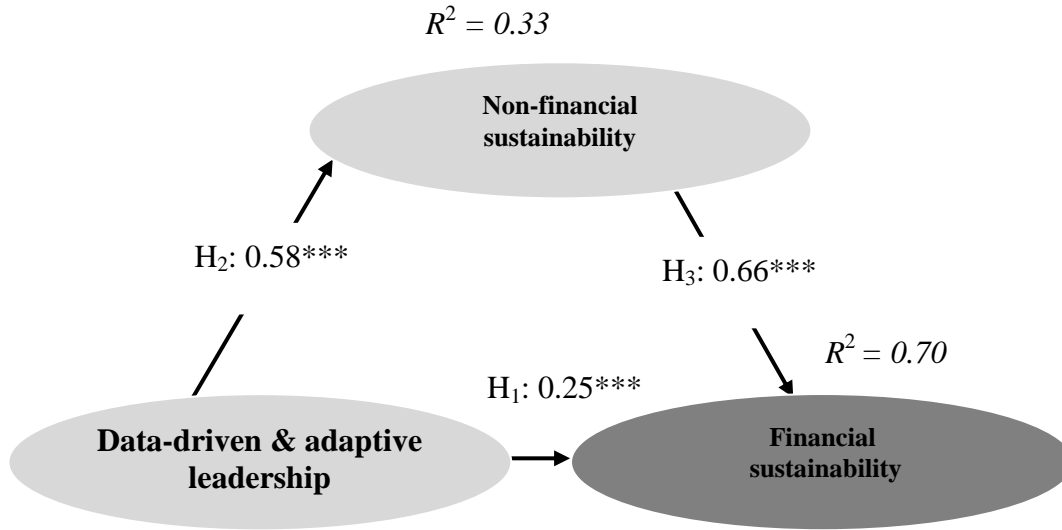 R² = 0.33
Non-financial
sustainability
H₂: 0.58***
H₃: 0.66***
R² = 0.70
H₁: 0.25***
Data-driven & adaptive
leadership
Financial
sustainability